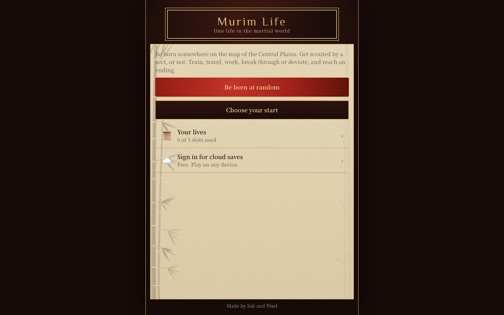 Murim Life
One life in the martial world
Be born somewhere on the map of the Central Plains. Get scouted by a
sect, or not. Train, travel, work, break through or deviate, and reach an
ending.
Be born at random
Choose your start
Your lives
0 of 3 slots used
Sign in for cloud saves
Free. Play on any device.
Made by Ink and Pixel